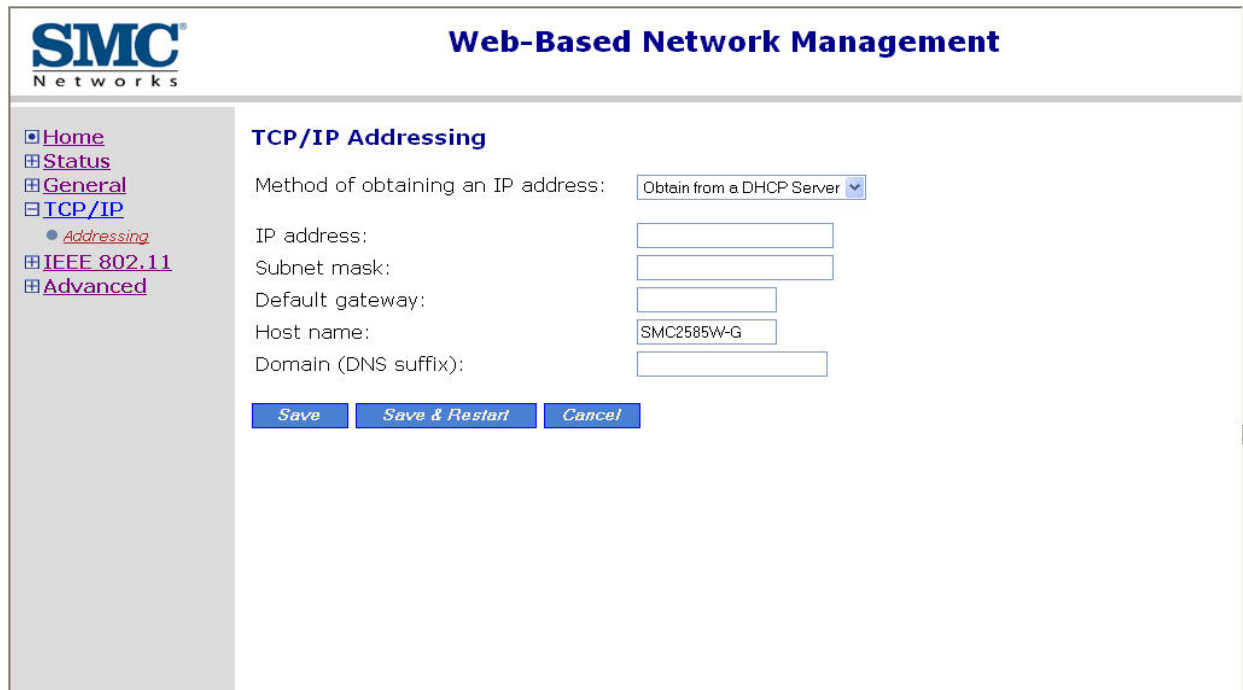 SMC®
Networks
Web-Based Network Management
Home
Status
General
TCP/IP
Addressing
IEEE 802.11
Advanced
TCP/IP Addressing
Method of obtaining an IP address: Obtain from a DHCP Server
IP address:
Subnet mask:
Default gateway:
Host name: SMC2585W-G
Domain (DNS suffix):
Save Save & Restart Cancel